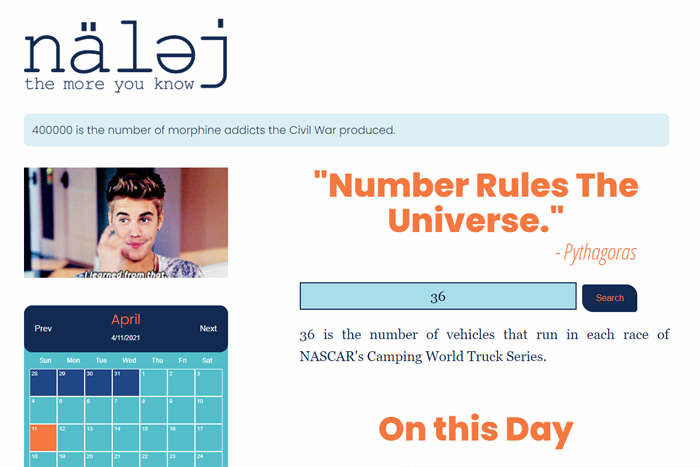 näləj
the more you know
400000 is the number of morphine addicts the Civil War produced.
"Number Rules The
Universe."
- Pythagoras
i learned from that.
36
Search
36 is the number of vehicles that run in each race of
NASCAR's Camping World Truck Series.
Prev
April
4/11/2021
Next
Sun Mon Tue Wed Thu Fri Sat
28 29 30 31 1 2 3
4 5 6 7 8 9 10
11 12 13 14 15 16 17
18 19 20 21 22 23 24
On this Day